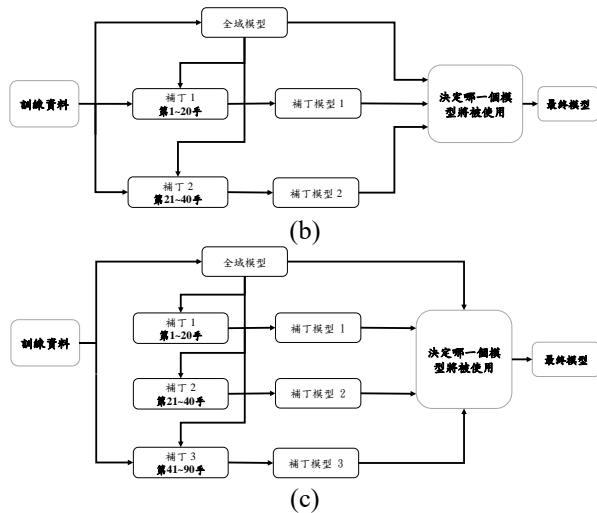 全域模型
訓練資料
補丁 1
第1~20手
補丁模型 1
決定哪一個模
型將被使用
最終模型
補丁 2
第21~40手
補丁模型 2
(b)
全域模型
補丁 1
第1~20手
補丁模型 1
訓練資料
決定哪一個模
型將被使用
最終模型
補丁 2
第21~40手
補丁模型 2
補丁 3
第41~90手
補丁模型 3
(c)